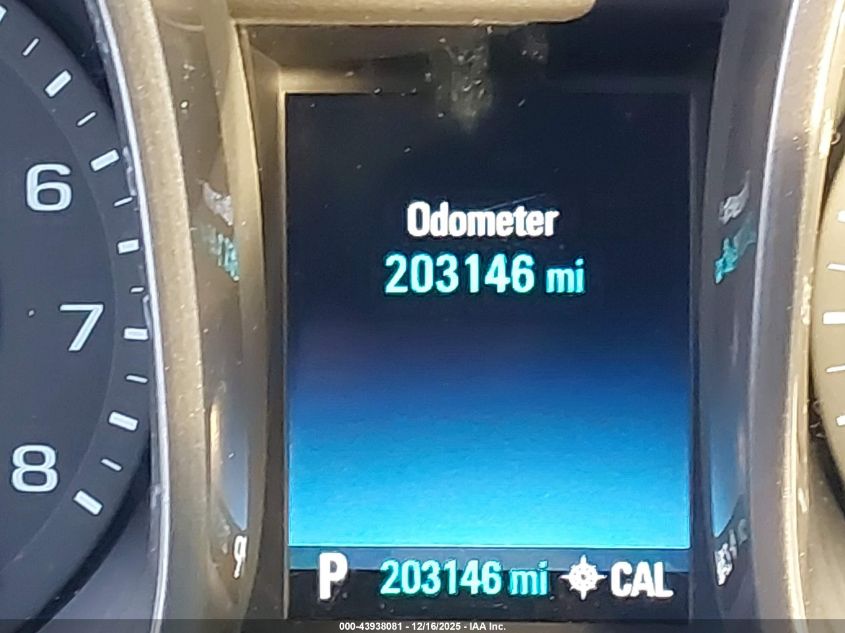 6
7
8
Odometer
203146 mi
P 203146 mi CAL
000-43938081 - 12/16/2025 - IAA Inc.